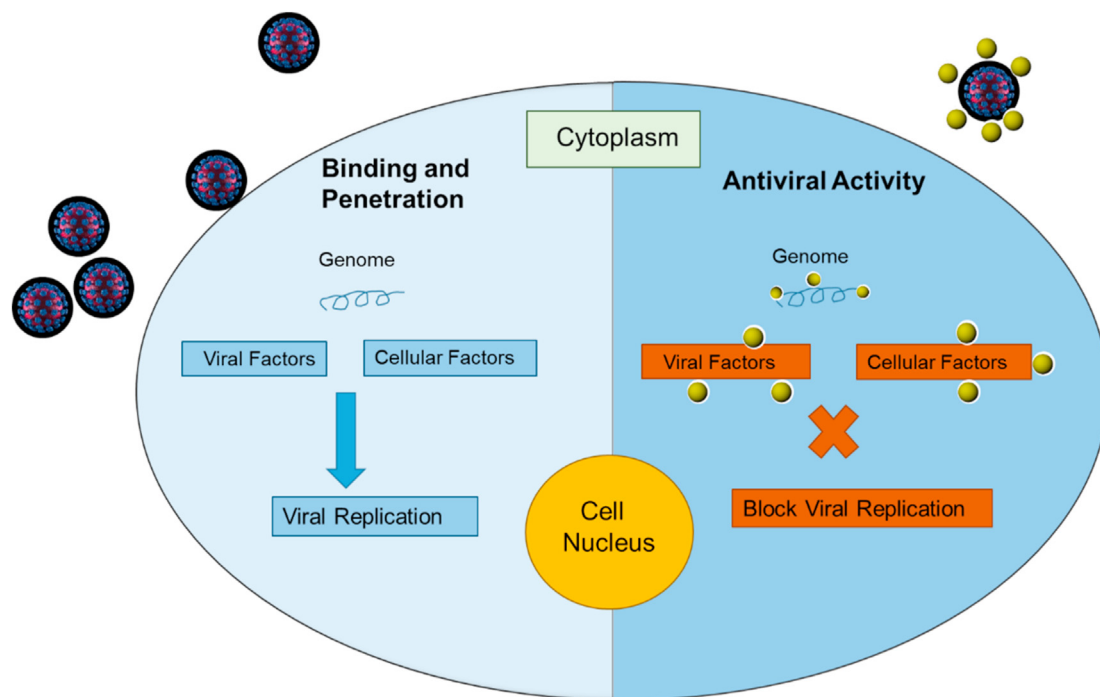 Cytoplasm
Binding and
Penetration
Genome
Viral Factors
Cellular Factors
Viral Replication
Cell
Nucleus
Antiviral Activity
Genome
Viral Factors
Cellular Factors
Block Viral Replication